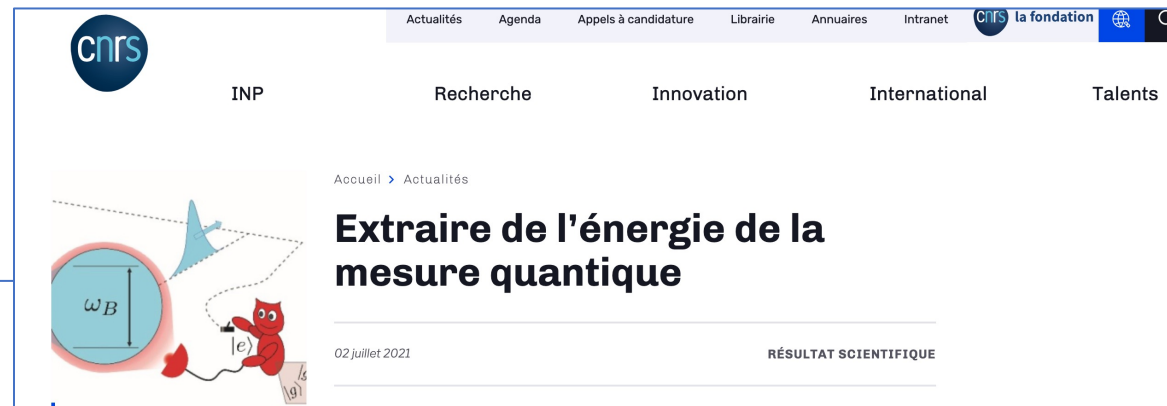 Actualités Agenda Appels à candidature Librairie Annuaires Intranet cnrs la fondation
cnrs
INP Recherche Innovation International Talents
Accueil > Actualités
Extraire de l'énergie de la
mesure quantique
ω_B
|e⟩
|g⟩
02 juillet 2021 RÉSULTAT SCIENTIFIQUE